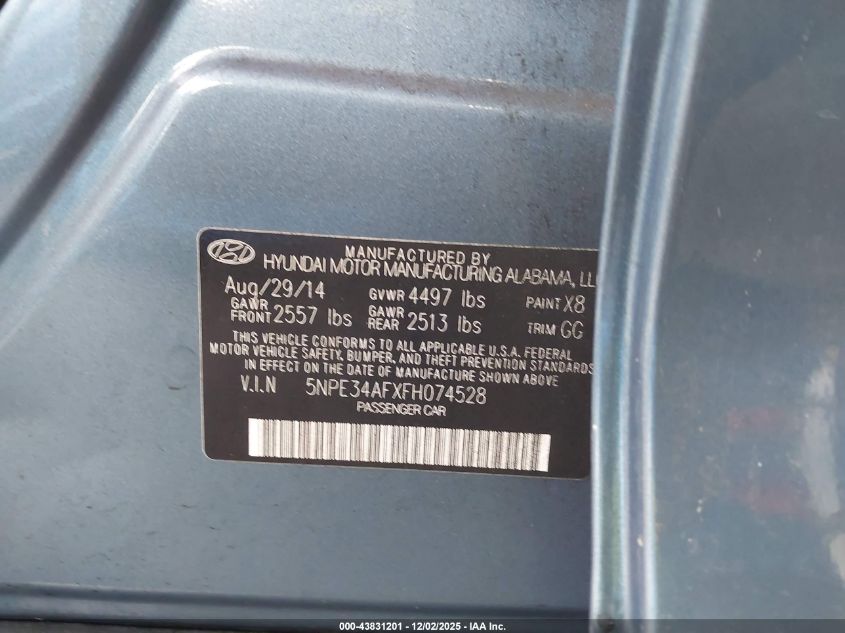 MANUFACTURED BY
HYUNDAI MOTOR MANUFACTURING ALABAMA,
Aug/29/14 GVWR 4497 lbs PAINT X8
GAWR FRONT 2557 lbs GAWR REAR 2513 lbs TRIM GG
THIS VEHICLE CONFORMS TO ALL APPLICABLE U.S.A. FEDERAL
MOTOR VEHICLE SAFETY, BUMPER, AND THEFT PREVENTION STANDARDS
IN EFFECT ON THE DATE OF MANUFACTURE SHOWN ABOVE
V.I.N 5NPE34AFXFH074528
PASSENGER CAR
000-43831201 - 12/02/2025 - IAA Inc.